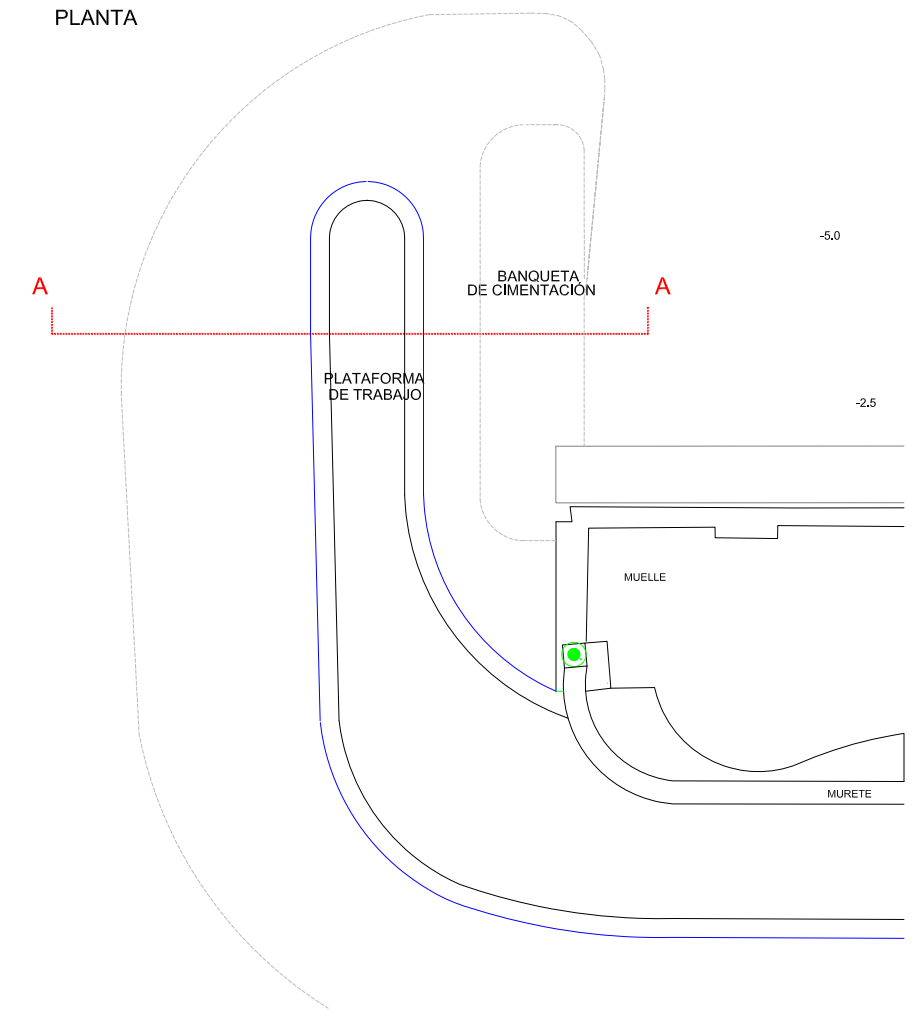 PLANTA
-5.0
BANQUETA
DE CIMENTACIÓN
A
A
PLATAFORMA
DE TRABAJO
-2.5
MUELLE
MURETE